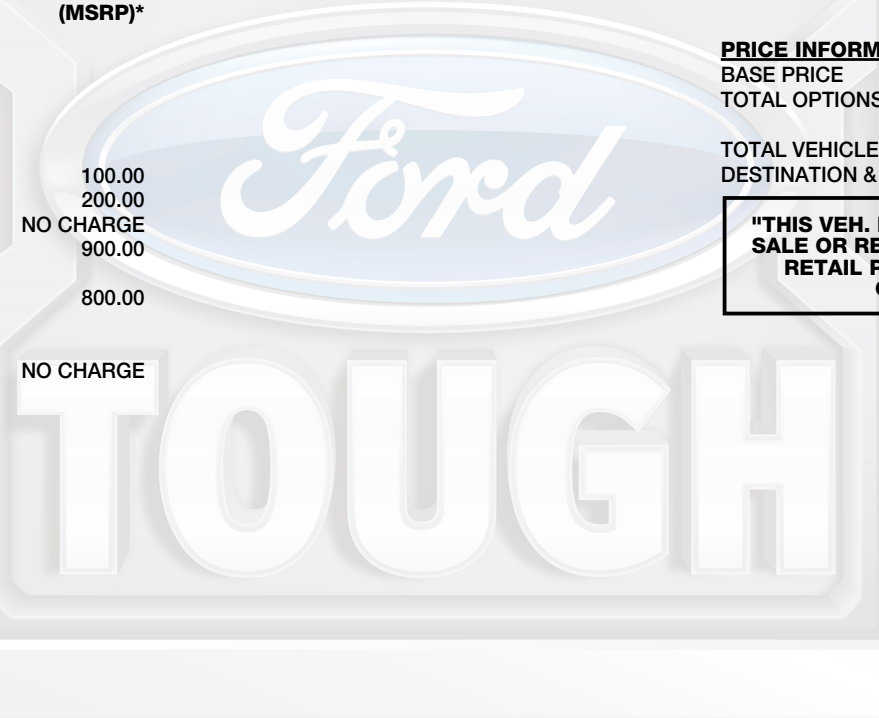 (MSRP)*
100.00
200.00
NO CHARGE
900.00
800.00
NO CHARGE
PRICE INFORM
BASE PRICE
TOTAL OPTIONS
TOTAL VEHICLE
DESTINATION &
"THIS VEH.
SALE OR RE
RETAIL P
Ford
TOUGH